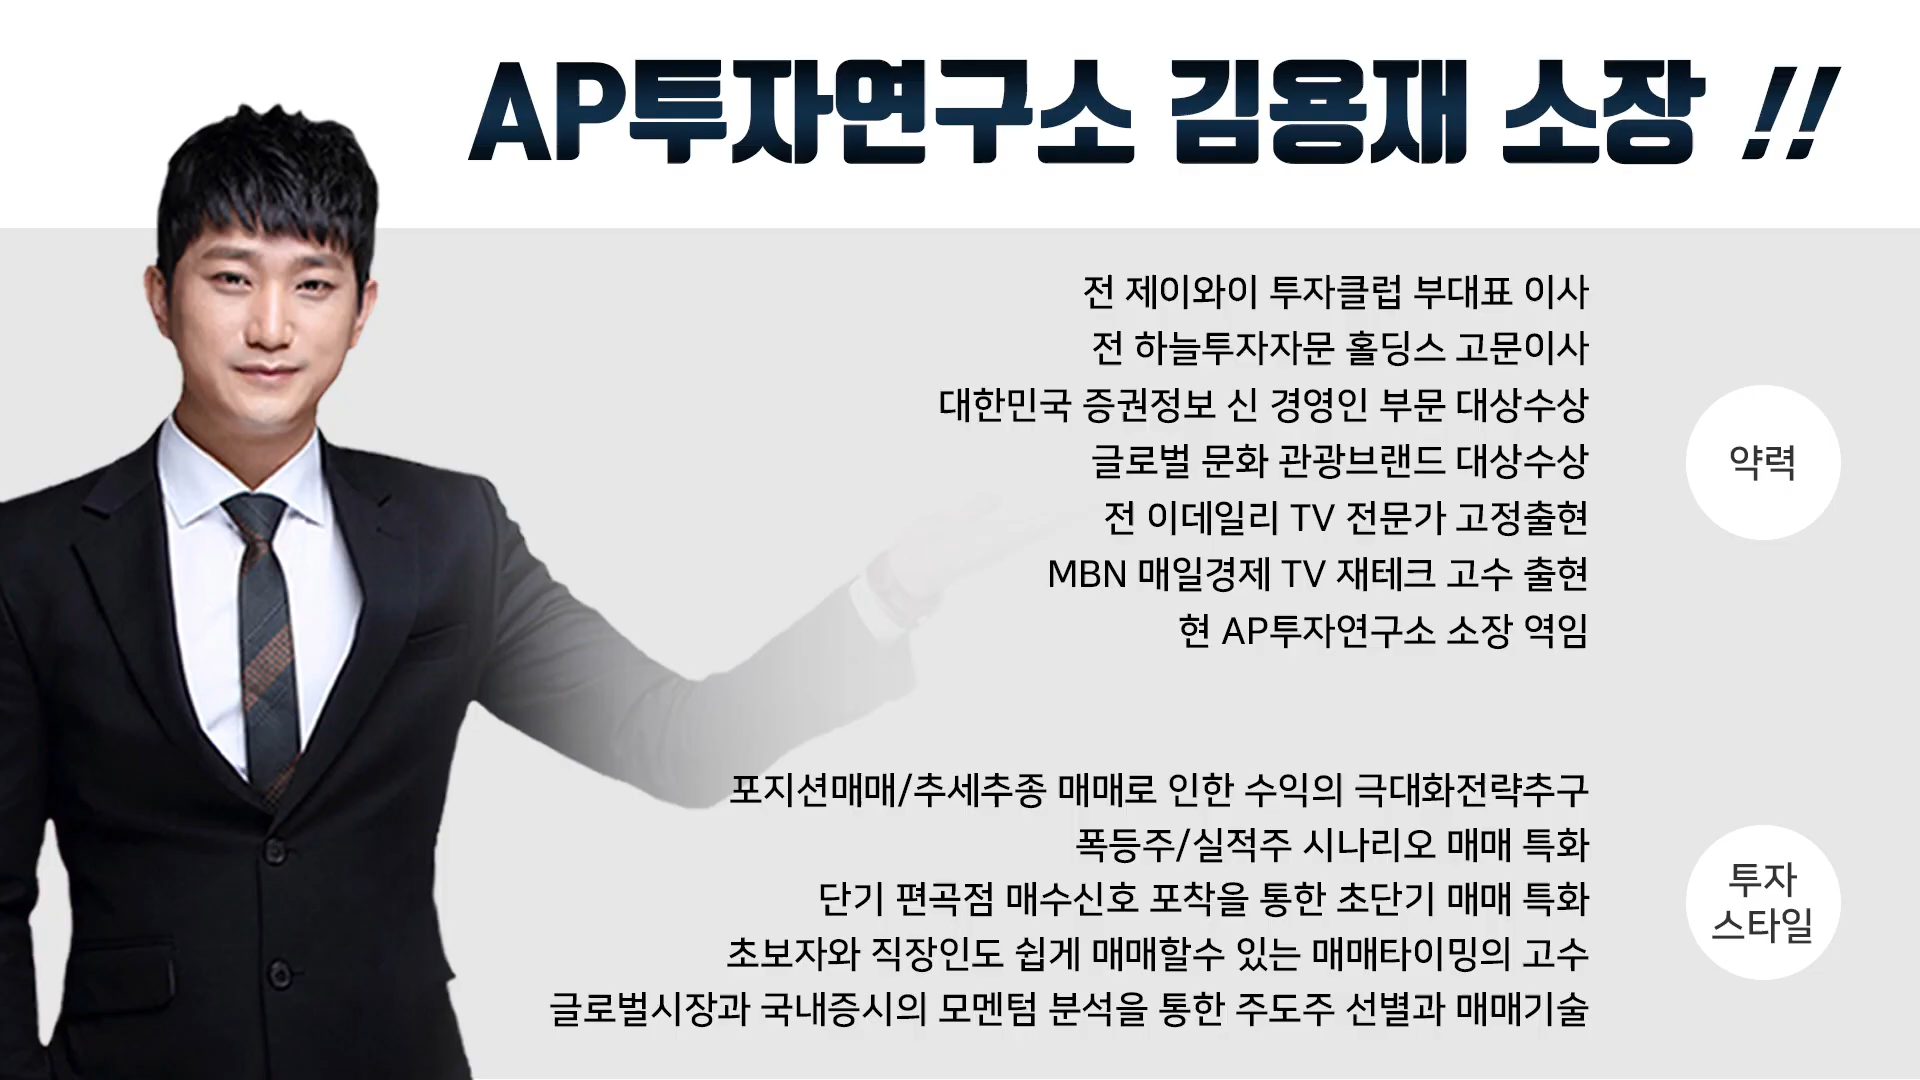 AP투자연구소 김용재 소장 !!
전 제이와이 투자클럽 부대표 이사
전 하늘투자자문 홀딩스 고문이사
대한민국 증권정보 신 경영인 부문 대상수상
글로벌 문화 관광브랜드 대상수상
전 이데일리 TV 전문가 고정출현
MBN 매일경제 TV 재테크 고수 출현
현 AP투자연구소 소장 역임
약력
포지션매매/추세추종 매매로 인한 수익의 극대화전략추구
폭등주/실적주 시나리오 매매 특화
단기 편곡점 매수신호 포착을 통한 초단기 매매 특화
초보자와 직장인도 쉽게 매매할수 있는 매매타이밍의 고수
글로벌시장과 국내증시의 모멘텀 분석을 통한 주도주 선별과 매매기술
투자
스타일